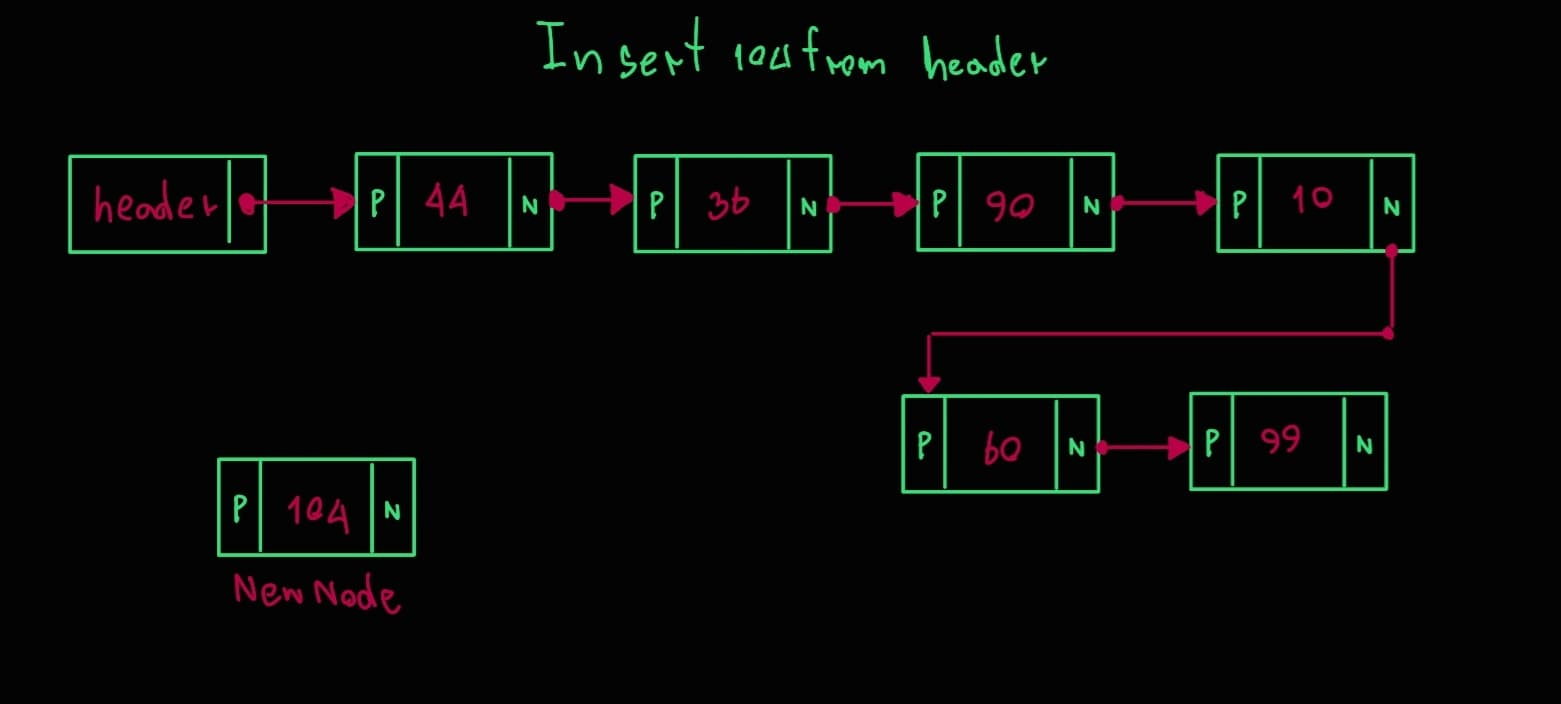 Insert 104 from header
header P 44 N P 36 N P 90 N P 10 N
P 60 N P 99 N
P 104 N
New Node